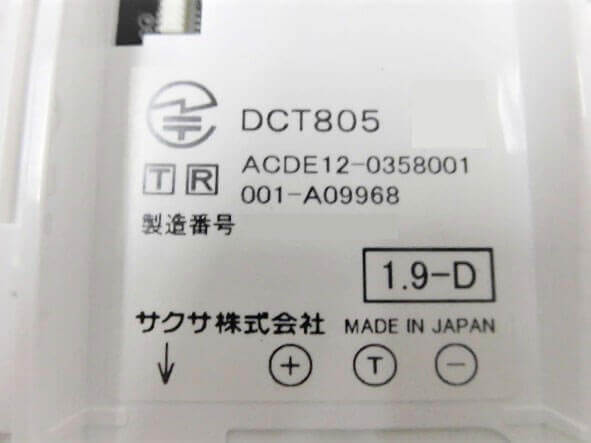 DCT805
T R ACDE12-0358001
001-A09968
製造番号
1.9-D
サクサ株式会社 MADE IN JAPAN
↓ + T −